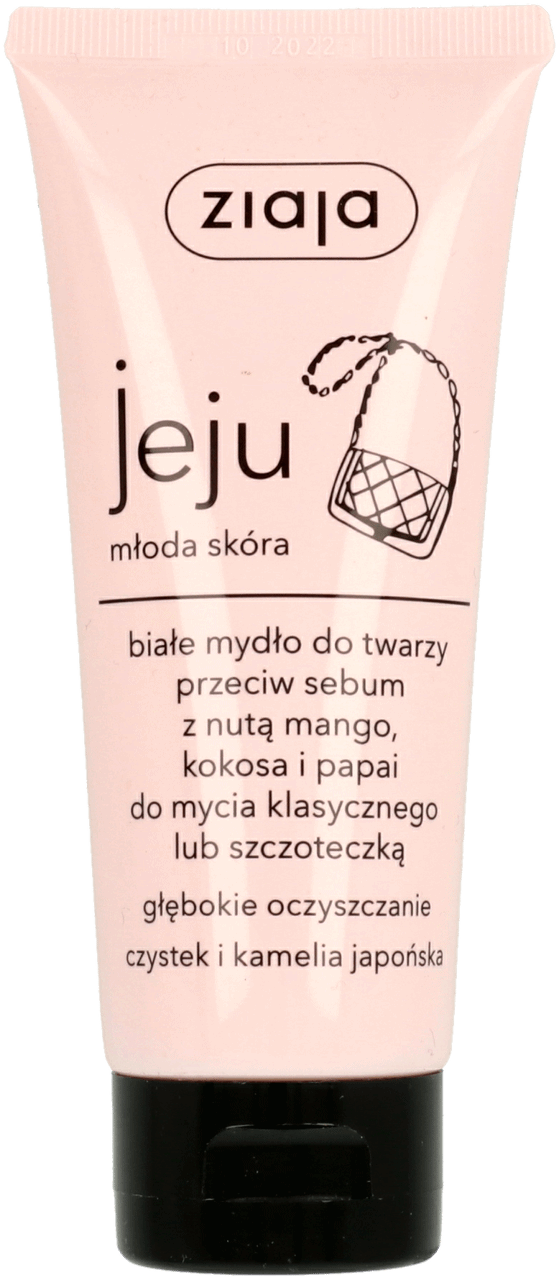 10 2022
ziaja
jeju
młoda skóra
białe mydło do twarzy
przeciw sebum
z nutą mango,
kokosa i papai
do mycia klasycznego
lub szczoteczką
głębokie oczyszczanie
czystek i kamelia japońska